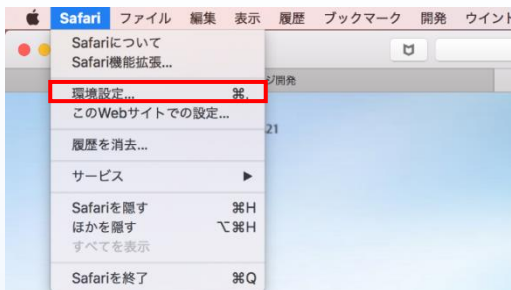 Safari ファイル 編集 表示 履歴 ブックマーク 開発 ウイン
Safariについて
Safari機能拡張...
ジ開発
環境設定... ⌘,
このWebサイトでの設定...
21
履歴を消去...
サービス ▶
Safariを隠す ⌘H
ほかを隠す ⌥⌘H
すべてを表示
Safariを終了 ⌘Q